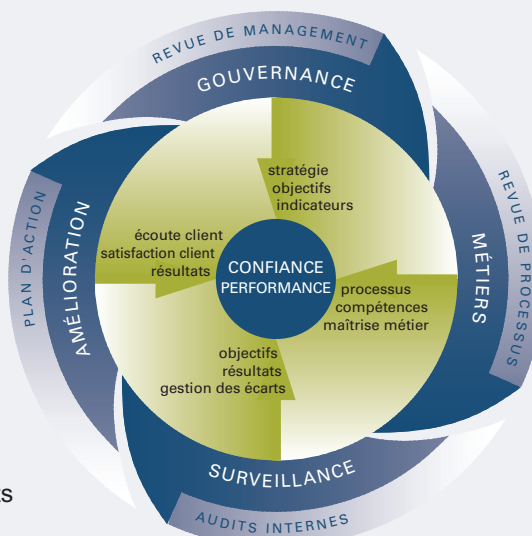 REVUE DE MANAGEMENT
GOUVERNANCE
stratégie
objectifs
indicateurs
REVUE DE PROCESSUS
MÉTIERS
processus
compétences
maîtrise métier
écoute client
satisfaction client
résultats
CONFIANCE
PERFORMANCE
PLAN D'ACTION
AMÉLIORATION
objectifs
résultats
gestion des écarts
SURVEILLANCE
AUDITS INTERNES